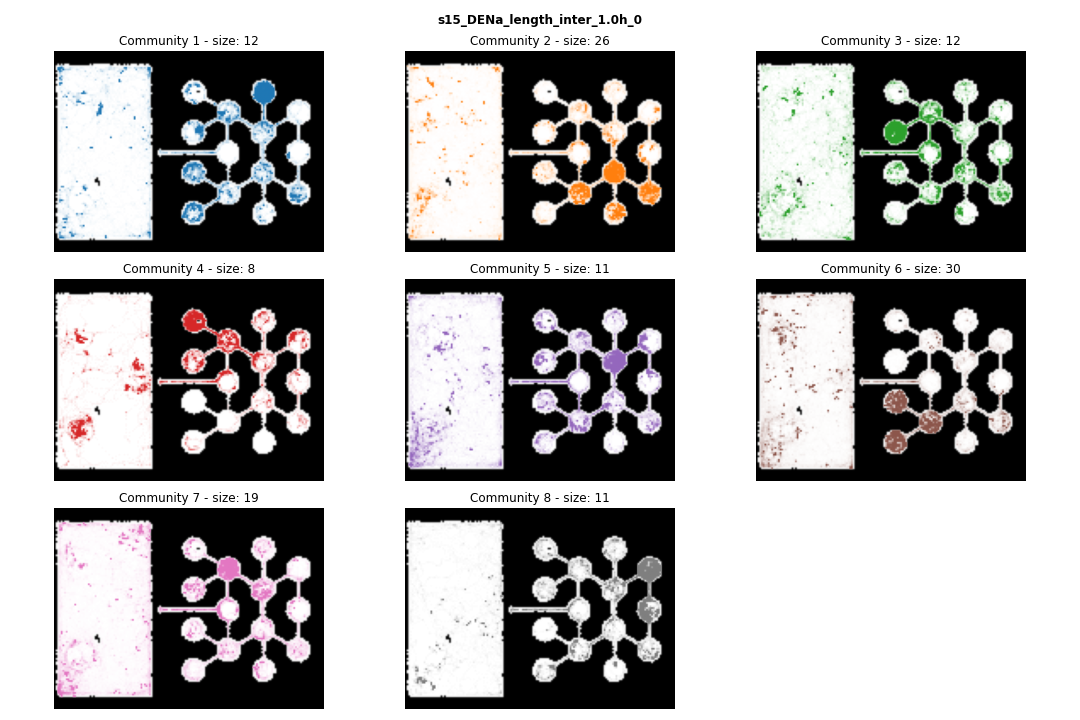 s15_DENa_length_inter_1.0h_0
Community 1 - size: 12
Community 2 - size: 26
Community 3 - size: 12
Community 4 - size: 8
Community 5 - size: 11
Community 6 - size: 30
Community 7 - size: 19
Community 8 - size: 11